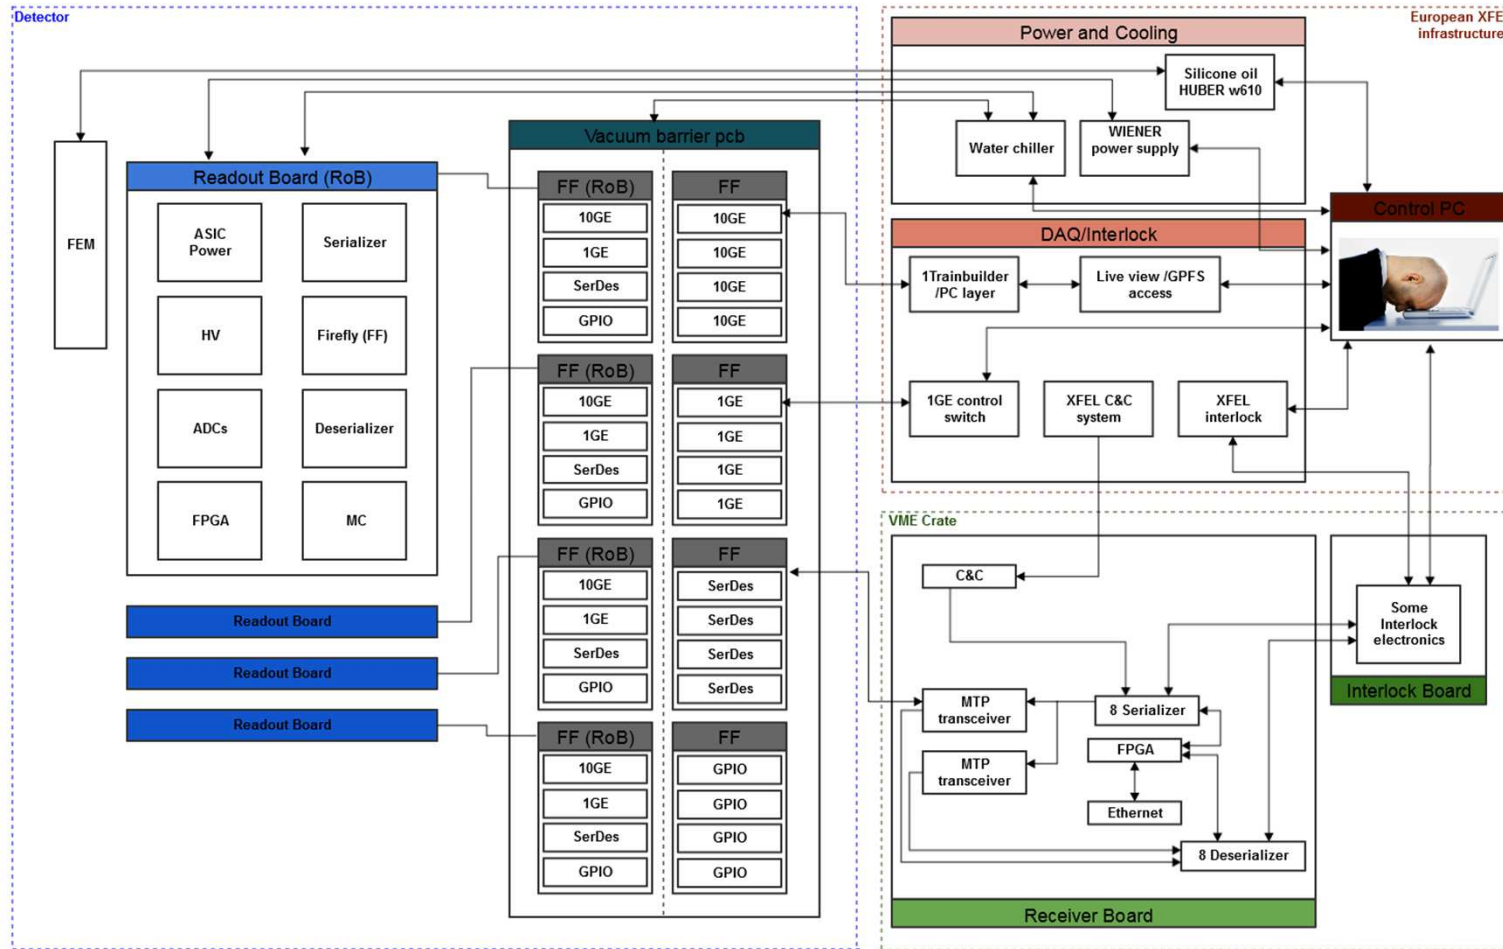 Detector
European XFE
infrastructure
Power and Cooling
Silicone oil
HUBER w610
Water chiller
WIENER
power supply
Control PC
DAQ/Interlock
1Trainbuilder
/PC layer
Live view /GPFS
access
1GE control
switch
XFEL C&C
system
XFEL
interlock
FEM
Readout Board (RoB)
ASIC
Power
Serializer
HV
Firefly (FF)
ADCs
Deserializer
FPGA
MC
Readout Board
Readout Board
Readout Board
Vacuum barrier pcb
FF (RoB)
10GE
1GE
SerDes
GPIO
FF
10GE
10GE
10GE
10GE
FF (RoB)
10GE
1GE
SerDes
GPIO
FF
1GE
1GE
1GE
1GE
FF (RoB)
10GE
1GE
SerDes
GPIO
FF
SerDes
SerDes
SerDes
SerDes
FF (RoB)
10GE
1GE
SerDes
GPIO
FF
GPIO
GPIO
GPIO
GPIO
VME Crate
C&C
MTP
transceiver
MTP
transceiver
8 Serializer
FPGA
Ethernet
8 Deserializer
Receiver Board
Some
Interlock
electronics
Interlock Board